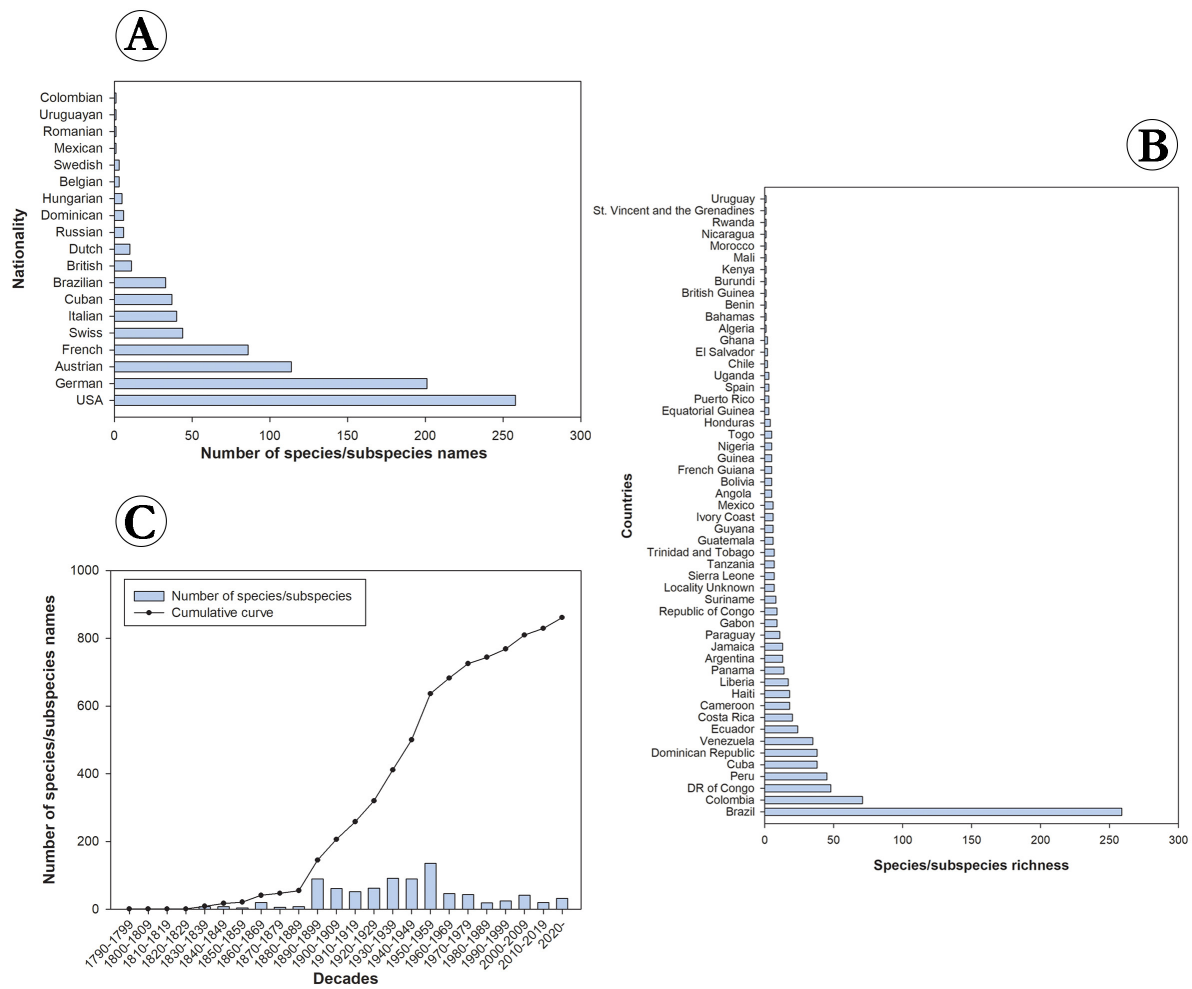 A
Colombian
Uruguayan
Romanian
Mexican
Swedish
Belgian
Hungarian
Dominican
Russian
Dutch
British
Brazilian
Cuban
Italian
Swiss
French
Austrian
German
USA
Nationality
0 50 100 150 200 250 300
Number of species/subspecies names
B
Uruguay
St. Vincent and the Grenadines
Rwanda
Nicaragua
Morocco
Mali
Kenya
Burundi
British Guinea
Benin
Bahamas
Algeria
Ghana
El Salvador
Chile
Uganda
Spain
Puerto Rico
Equatorial Guinea
Honduras
Togo
Nigeria
Guinea
French Guiana
Bolivia
Angola
Mexico
Ivory Coast
Guyana
Guatemala
Trinidad and Tobago
Tanzania
Sierra Leone
Locality Unknown
Suriname
Republic of Congo
Gabon
Paraguay
Jamaica
Argentina
Panama
Liberia
Haiti
Cameroon
Costa Rica
Ecuador
Venezuela
Dominican Republic
Cuba
Peru
DR of Congo
Colombia
Brazil
Countries
0 50 100 150 200 250 300
Species/subspecies richness
C
Number of species/subspecies
Cumulative curve
1000
800
600
400
200
0
Number of species/subspecies names
1790-1799
1800-1809
1810-1819
1820-1829
1830-1839
1840-1849
1850-1859
1860-1869
1870-1879
1880-1889
1890-1899
1900-1909
1910-1919
1920-1929
1930-1939
1940-1949
1950-1959
1960-1969
1970-1979
1980-1989
1990-1999
2000-2009
2010-2019
2020-
Decades